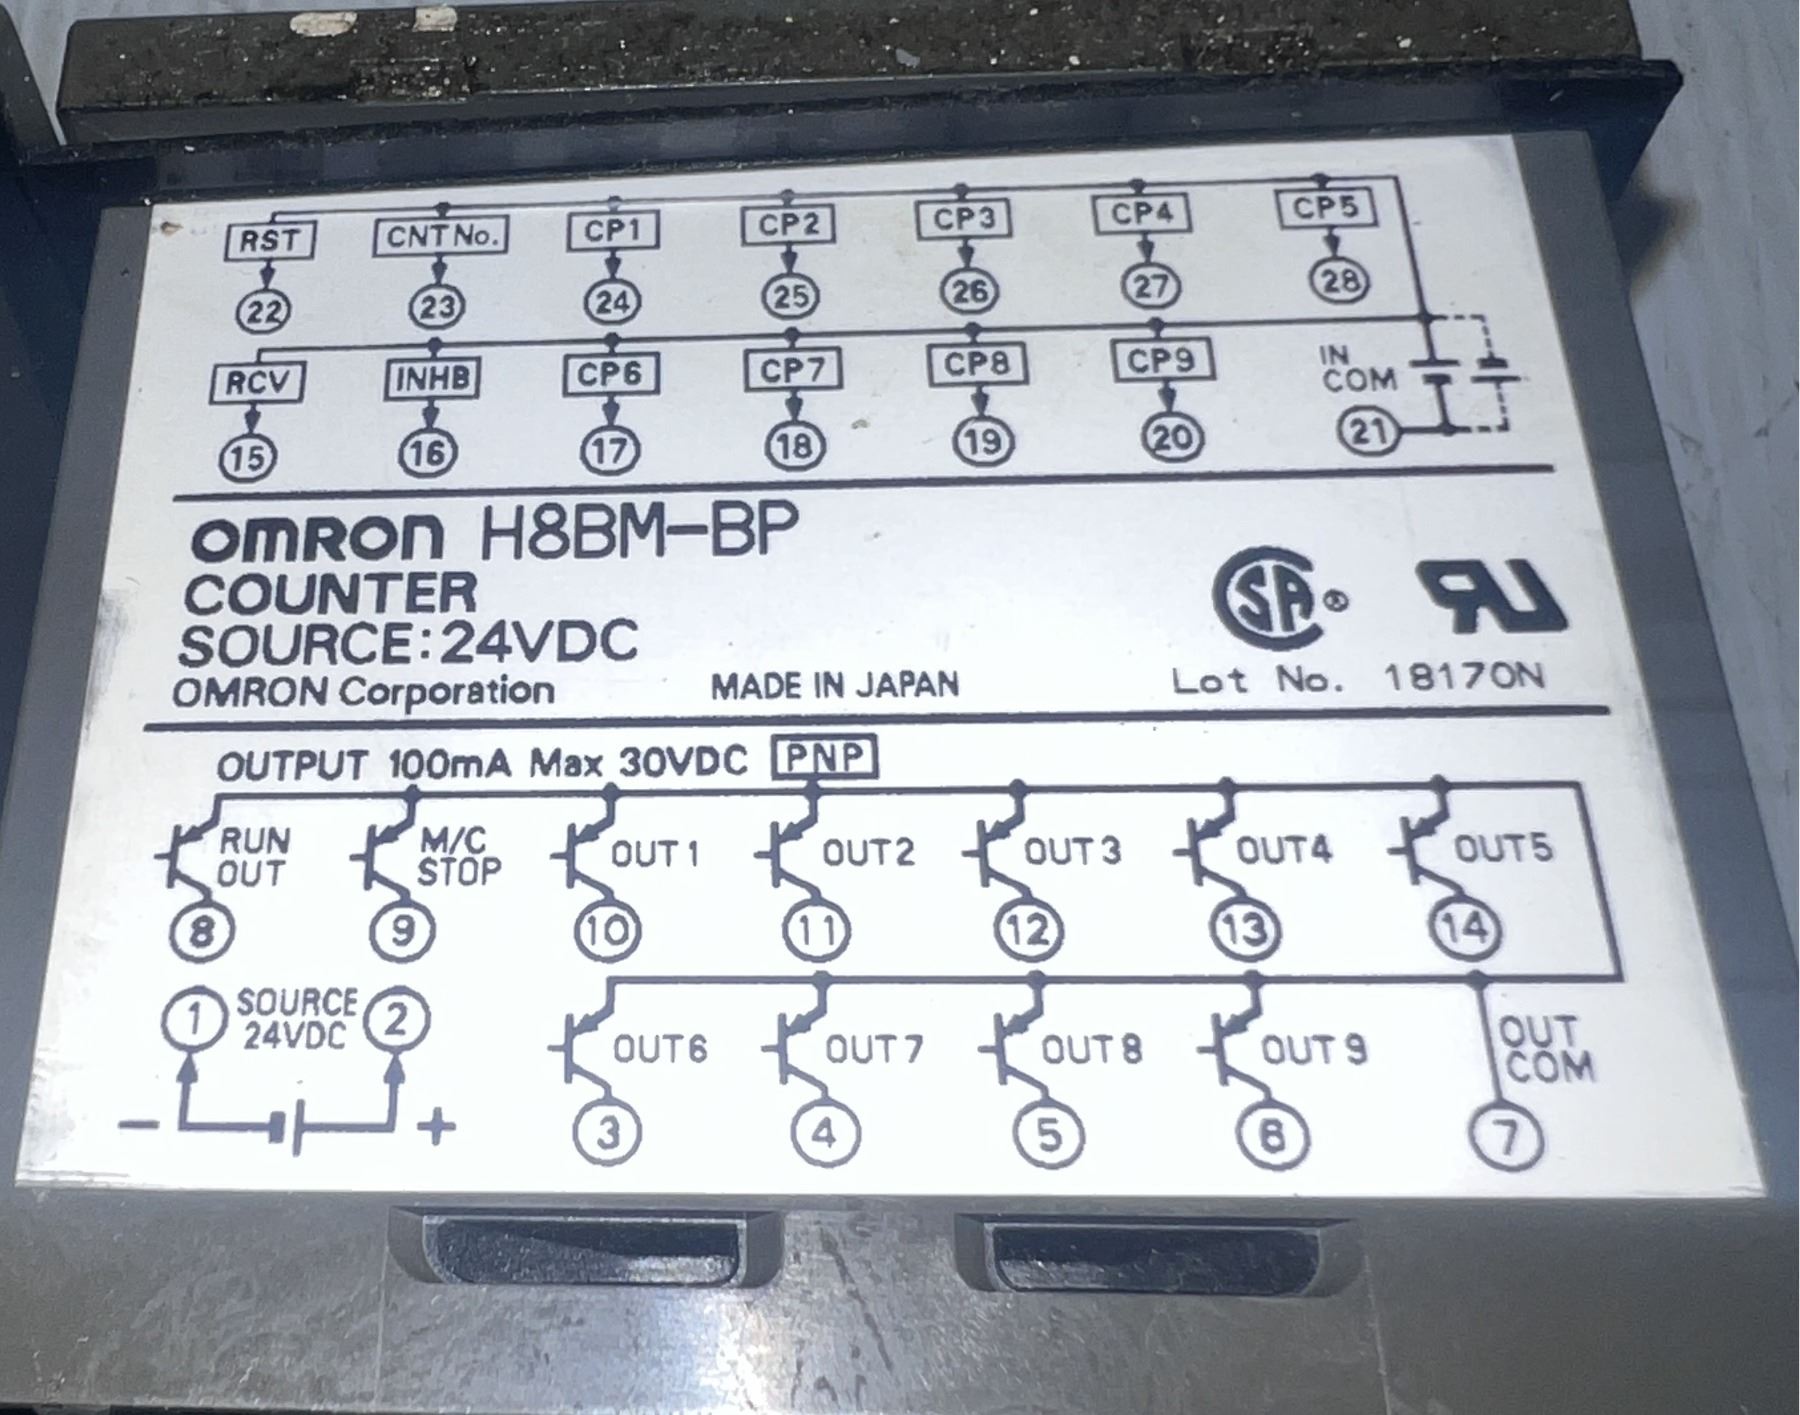 RST CNT No. CP1 CP2 CP3 CP4 CP5
22 23 24 25 26 27 28
RCV INHB CP6 CP7 CP8 CP9 IN COM
15 16 17 18 19 20 21
OMRON H8BM-BP
COUNTER
SOURCE:24VDC
OMRON Corporation MADE IN JAPAN
SA ® RU
Lot No. 18170N
OUTPUT 100mA Max 30VDC PNP
RUN OUT M/C STOP OUT1 OUT2 OUT3 OUT4 OUT5
8 9 10 11 12 13 14
1 SOURCE 24VDC 2 OUT6 OUT7 OUT8 OUT9 OUT COM
- + 3 4 5 6 7